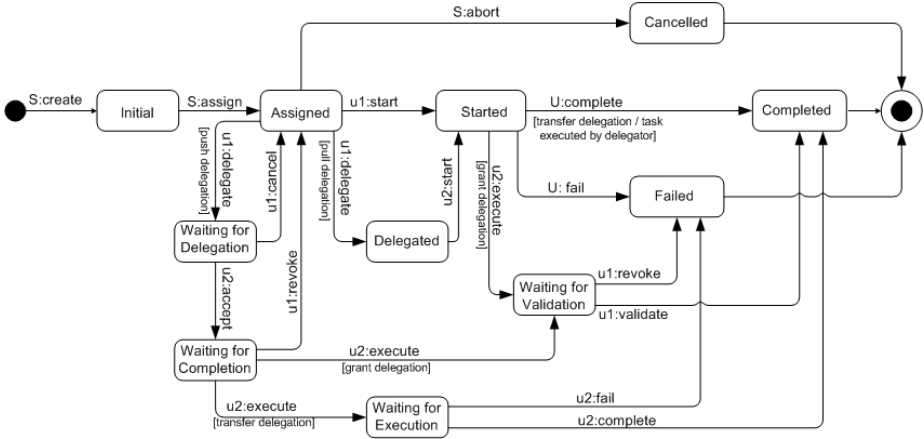 S:abort
Cancelled
S:create
Initial
S:assign
Assigned
u1:start
Started
U:complete
[transfer delegation / task
executed by delegator]
Completed
u1:delegate
[push delegation]
u1:cancel
u1:revoke
u1:delegate
[pull delegation]
u2:start
u2:execute
[grant delegation]
U: fail
Failed
Waiting for
Delegation
Delegated
u2:accept
Waiting for
Validation
u1:revoke
u1:validate
Waiting for
Completion
u2:execute
[grant delegation]
u2:execute
[transfer delegation]
Waiting for
Execution
u2:fail
u2:complete